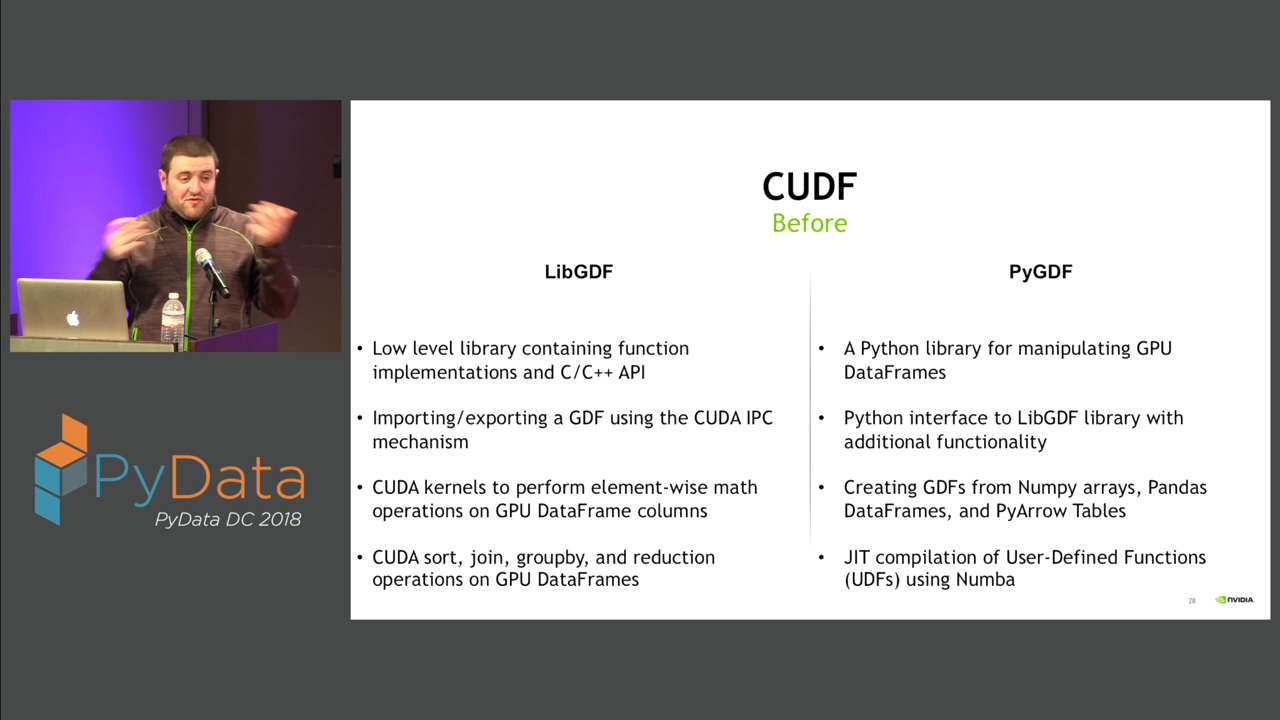 CUDF
Before
LibGDF
• Low level library containing function
implementations and C/C++ API
• Importing/exporting a GDF using the CUDA IPC
mechanism
• CUDA kernels to perform element-wise math
operations on GPU DataFrame columns
• CUDA sort, join, groupby, and reduction
operations on GPU DataFrames
PyGDF
• A Python library for manipulating GPU
DataFrames
• Python interface to LibGDF library with
additional functionality
• Creating GDFs from Numpy arrays, Pandas
DataFrames, and PyArrow Tables
• JIT compilation of User-Defined Functions
(UDFs) using Numba
28
NVIDIA
PyData
PyData DC 2018